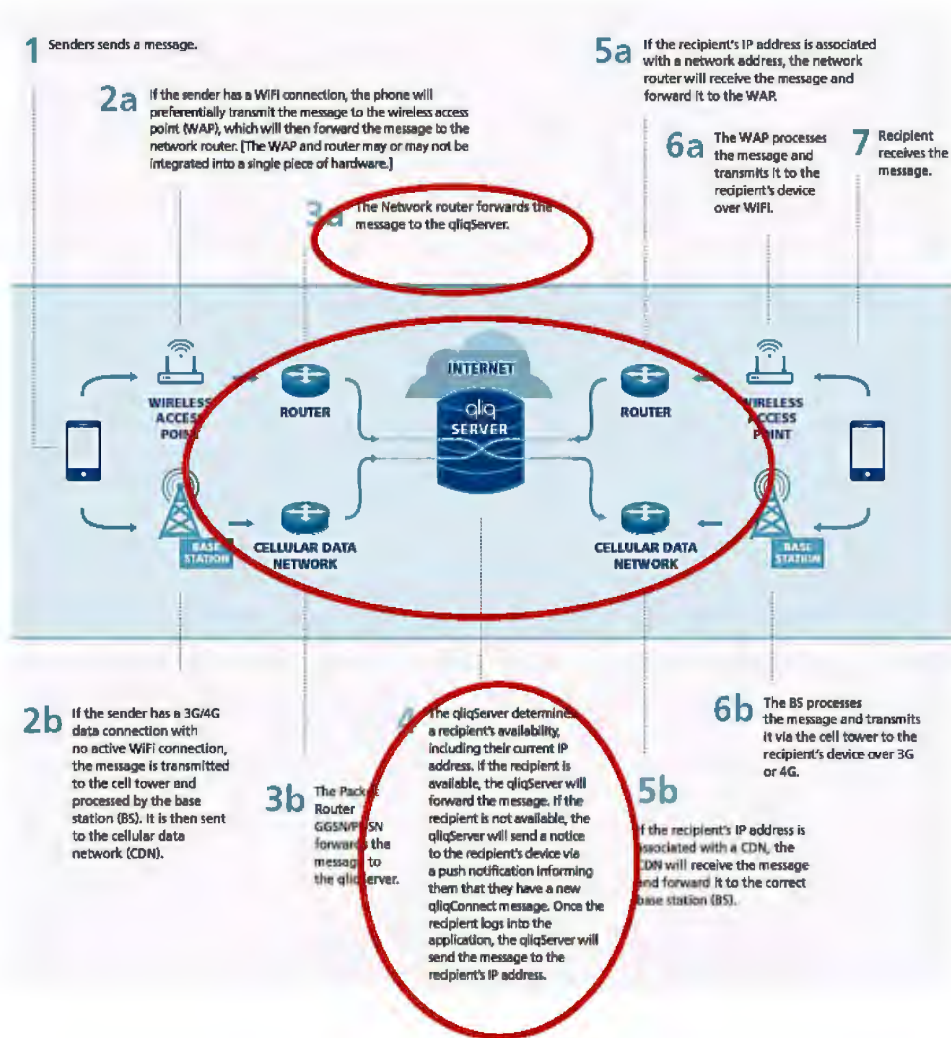 1 Senders sends a message.
2a If the sender has a WiFi connection, the phone will
preferentially transmit the message to the wireless access
point (WAP), which will then forward the message to the
network router. [The WAP and router may or may not be
integrated into a single piece of hardware.]
3a The Network router forwards the
message to the qliqServer.
5a If the recipient's IP address is associated
with a network address, the network
router will receive the message and
forward it to the WAP.
6a The WAP processes
the message and
transmits it to the
recipient's device
over WiFi.
7 Recipient
receives the
message.
WIRELESS
ACCESS
POINT
ROUTER
INTERNET
qliq
SERVER
ROUTER
WIRELESS
ACCESS
POINT
BASE
STATION
CELLULAR DATA
NETWORK
CELLULAR DATA
NETWORK
BASE
STATION
2b If the sender has a 3G/4G
data connection with
no active WiFi connection,
the message is transmitted
to the cell tower and
processed by the base
station (BS). It is then sent
to the cellular data
network (CDN).
3b The Packet
Router
GGSN/PDSN
forwards the
message to
the qliqServer.
4 The qliqServer determines
a recipient's availability,
including their current IP
address. If the recipient is
available, the qliqServer will
forward the message. If the
recipient is not available, the
qliqServer will send a notice
to the recipient's device via
a push notification informing
them that they have a new
qliqConnect message. Once the
recipient logs into the
application, the qliqServer will
send the message to the
recipient's IP address.
5b
If the recipient's IP address is
associated with a CDN, the
CDN will receive the message
and forward it to the correct
base station (BS).
6b The BS processes
the message and transmits
it via the cell tower to the
recipient's device over 3G
or 4G.